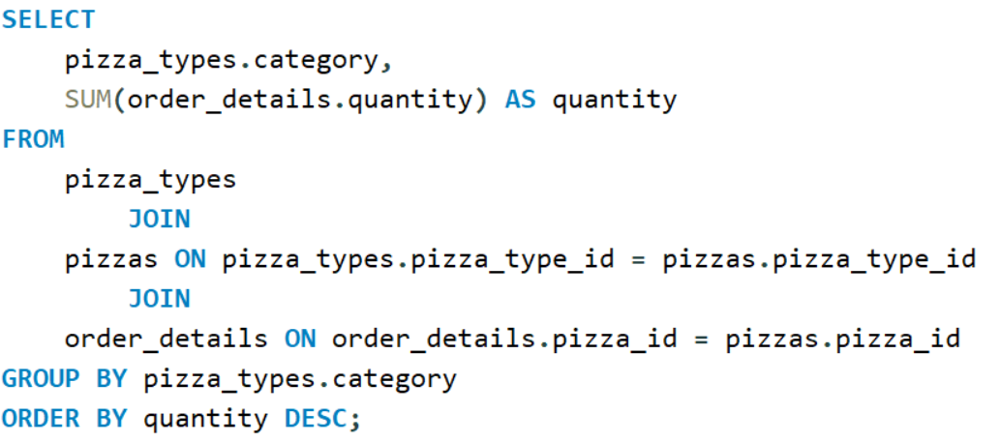 SELECT
    pizza_types.category,
    SUM(order_details.quantity) AS quantity
FROM
    pizza_types
        JOIN
    pizzas ON pizza_types.pizza_type_id = pizzas.pizza_type_id
        JOIN
    order_details ON order_details.pizza_id = pizzas.pizza_id
GROUP BY pizza_types.category
ORDER BY quantity DESC;